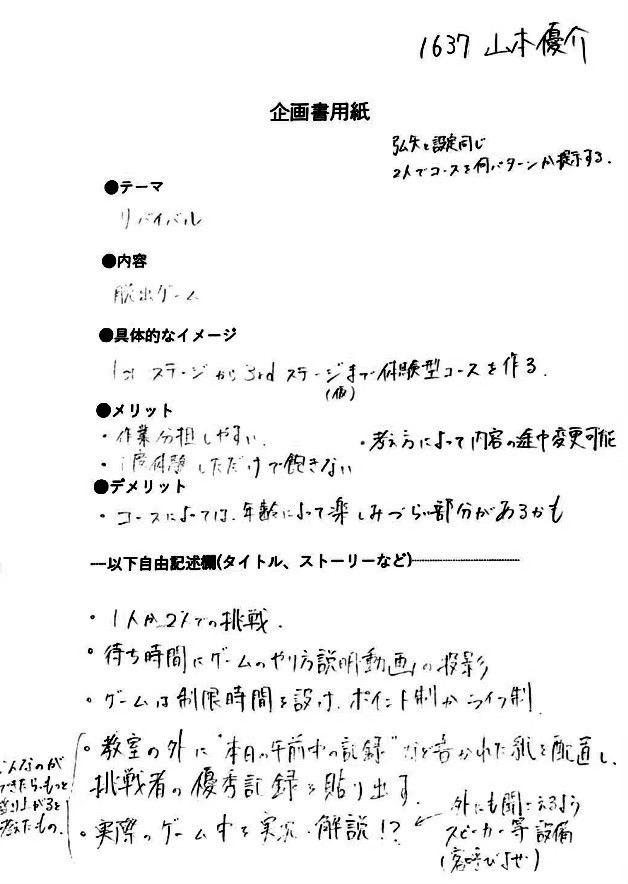 1637 山本優介
企画書用紙
弘矢と設定同じ
2人でコースを何パターンか提示する.
●テーマ
リバイバル
●内容
脱出ゲーム
●具体的なイメージ
1st ステージから3rd ステージまで体験型コースを作る.
(仮)
●メリット
・作業分担しやすい.
・考え方によって内容の途中変更可能
・1度体験しただけで飽きない
●デメリット
・コースによっては、年齢によって楽しみづらい部分があるかも
---以下自由記述欄(タイトル、ストーリーなど)---
・1人か2人での挑戦.
・待ち時間にゲームのやり方説明「動画」の投影
・ゲームは制限時間を設け、ポイント制かライフ制
・教室の外に"本日の午前中の記録"など書かれた紙を配置し、
挑戦者の優秀記録を貼り出す.
・実際のゲーム中を実況・解説!?
←外にも聞こえるよう
スピーカー等設備
(客呼びよせ)
こんなのが
できたら、もっと
盛り上がると
考えたもの.